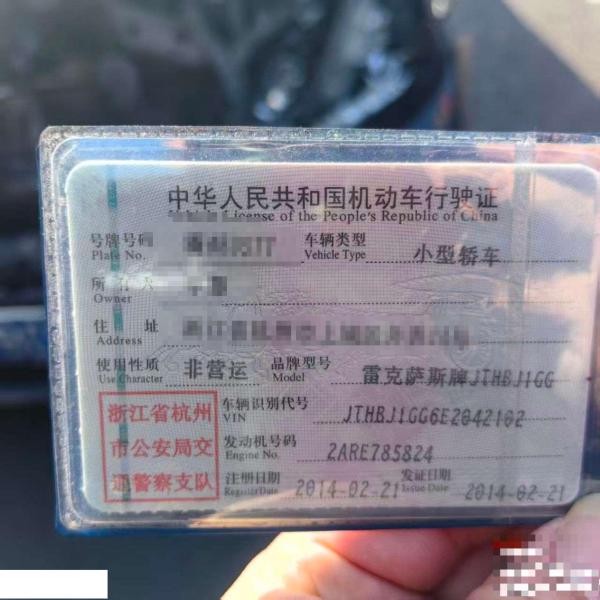 中华人民共和国机动车行驶证
License of the People's Republic of China
号牌号码 车辆类型 小型轿车
Plate No. Vehicle Type
所有人
Owner
住 址
Address
使用性质 非营运 品牌型号 雷克萨斯牌JTHBJ1GG
Use Character Model
浙江省杭州 车辆识别代号 JTHBJ1GG6E2042102
VIN
市公安局交 发动机号码 2ARE785824
Engine No.
通警察支队 注册日期 2014-02-21 发证日期 2014-02-21
Register Date Issue Date